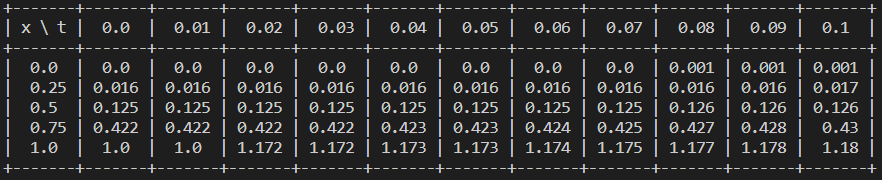 +-------+-------+-------+-------+-------+-------+-------+-------+-------+-------+-------+-------+
| x \ t |  0.0  |  0.01 |  0.02 |  0.03 |  0.04 |  0.05 |  0.06 |  0.07 |  0.08 |  0.09 |  0.1  |
+-------+-------+-------+-------+-------+-------+-------+-------+-------+-------+-------+-------+
|  0.0  |  0.0  |  0.0  |  0.0  |  0.0  |  0.0  |  0.0  |  0.0  |  0.0  | 0.001 | 0.001 | 0.001 |
|  0.25 | 0.016 | 0.016 | 0.016 | 0.016 | 0.016 | 0.016 | 0.016 | 0.016 | 0.016 | 0.016 | 0.017 |
|  0.5  | 0.125 | 0.125 | 0.125 | 0.125 | 0.125 | 0.125 | 0.125 | 0.125 | 0.126 | 0.126 | 0.126 |
|  0.75 | 0.422 | 0.422 | 0.422 | 0.422 | 0.423 | 0.423 | 0.424 | 0.425 | 0.427 | 0.428 |  0.43 |
|  1.0  |  1.0  |  1.0  | 1.172 | 1.172 | 1.173 | 1.173 | 1.174 | 1.175 | 1.177 | 1.178 |  1.18 |
+-------+-------+-------+-------+-------+-------+-------+-------+-------+-------+-------+-------+